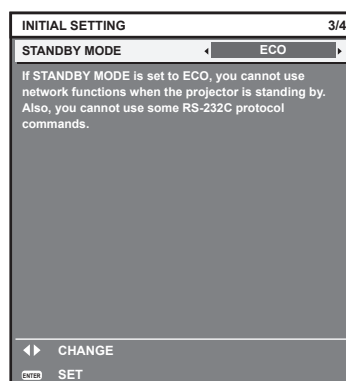 INITIAL SETTING 3/4
STANDBY MODE ECO
If STANDBY MODE is set to ECO, you cannot use
network functions when the projector is standing by.
Also, you cannot use some RS-232C protocol
commands.
CHANGE
ENTER SET